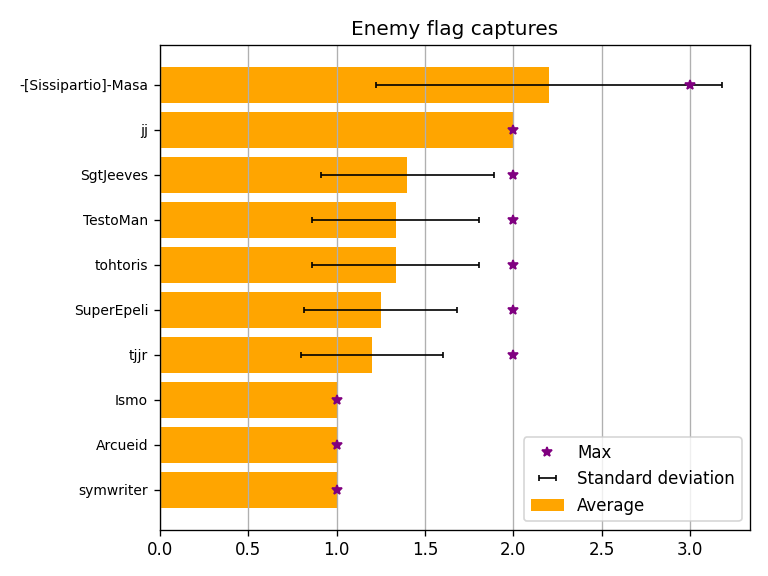 Enemy flag captures
-[Sissipartio]-Masa
jj
SgtJeeves
TestoMan
tohtoris
SuperEpeli
tjjr
Ismo
Arcueid
symwriter
Max
Standard deviation
Average
0.0 0.5 1.0 1.5 2.0 2.5 3.0